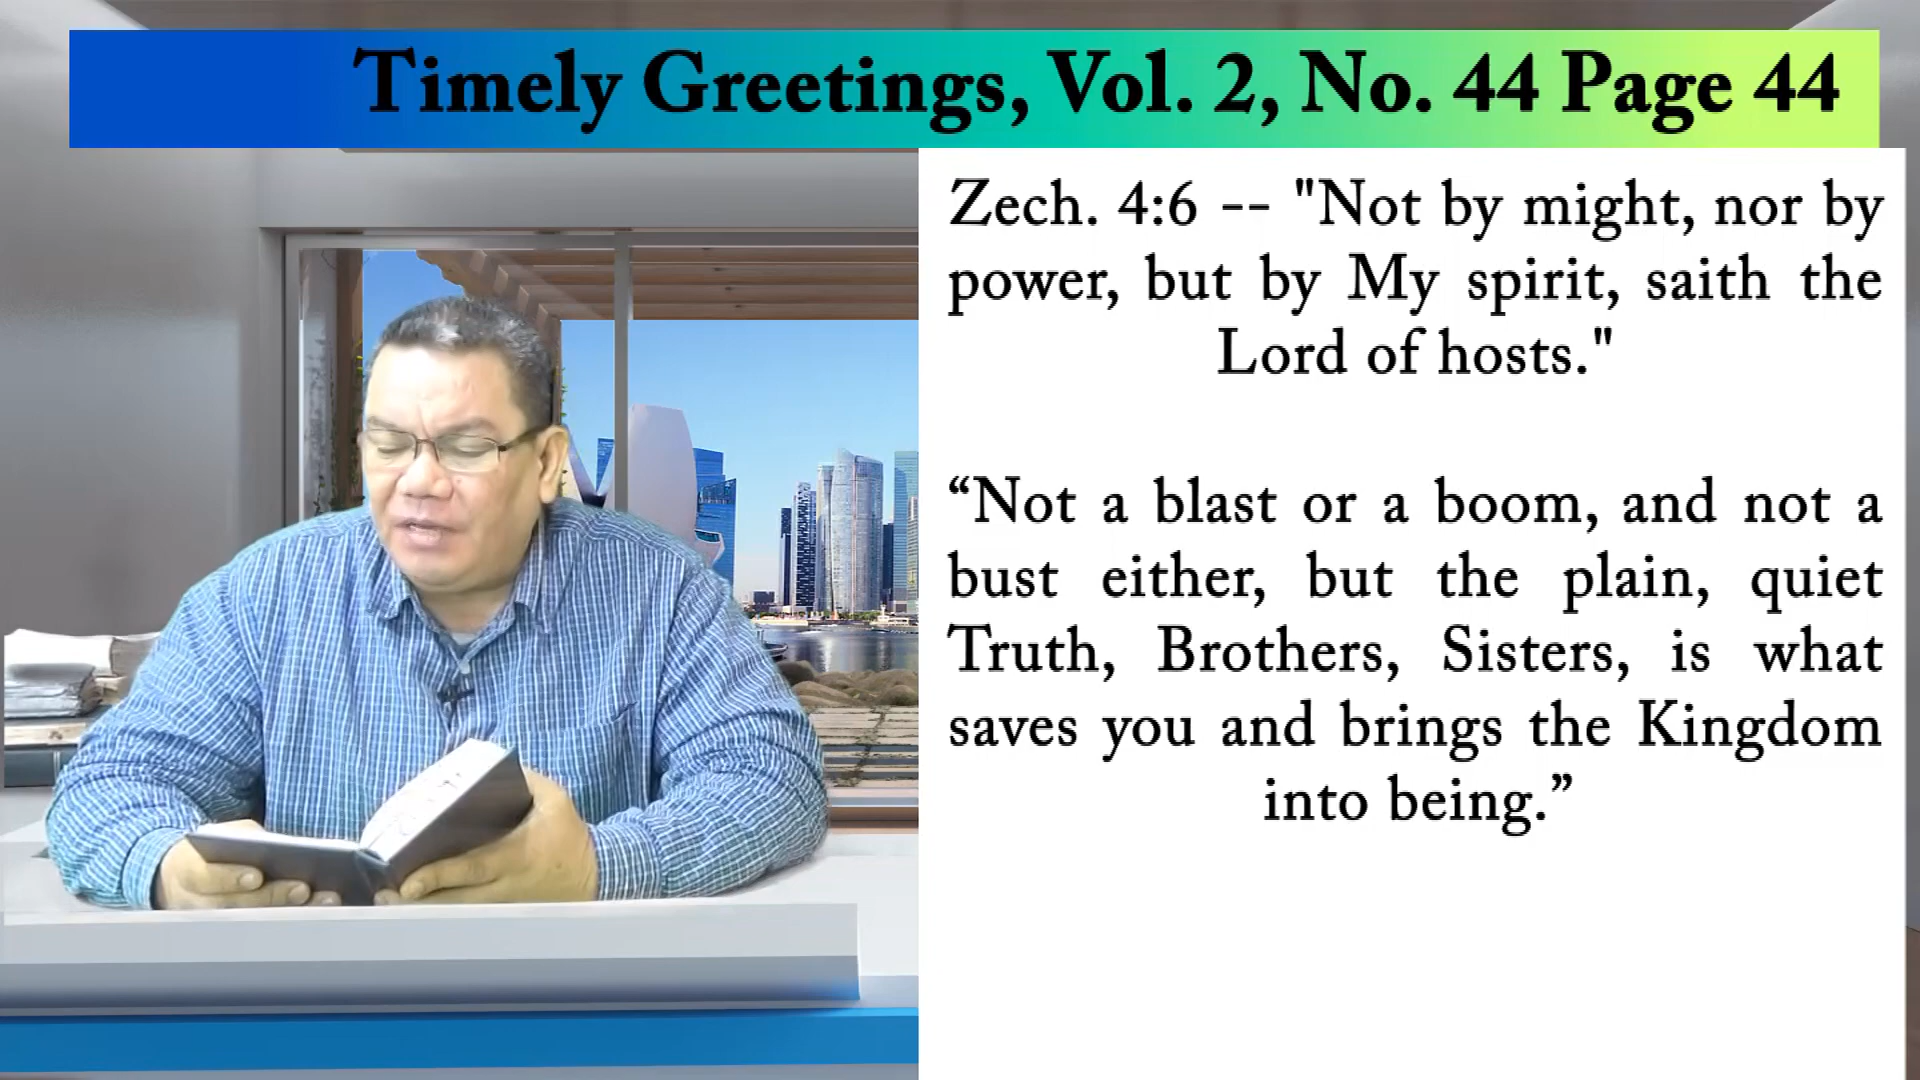 Timely Greetings, Vol. 2, No. 44 Page 44
Zech. 4:6 -- "Not by might, nor by
power, but by My spirit, saith the
Lord of hosts."
“Not a blast or a boom, and not a
bust either, but the plain, quiet
Truth, Brothers, Sisters, is what
saves you and brings the Kingdom
into being.”